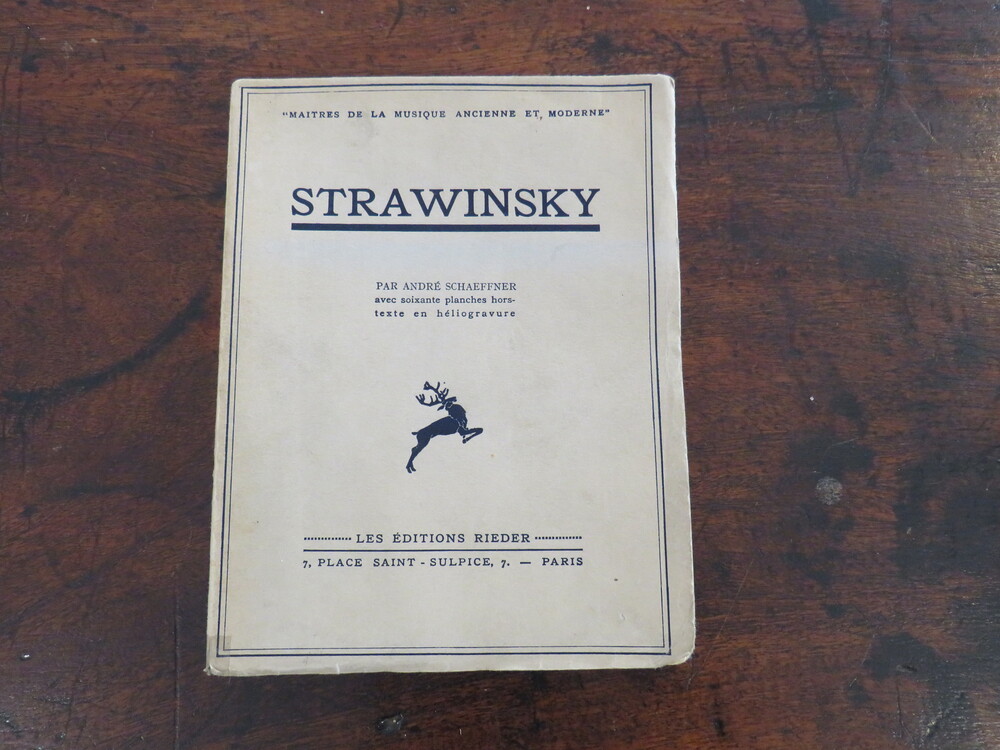 "MAITRES DE LA MUSIQUE ANCIENNE ET, MODERNE"
STRAWINSKY
PAR ANDRÉ SCHAEFFNER
avec soixante planches hors-
texte en héliogravure
LES ÉDITIONS RIEDER
7, PLACE SAINT - SULPICE, 7. — PARIS